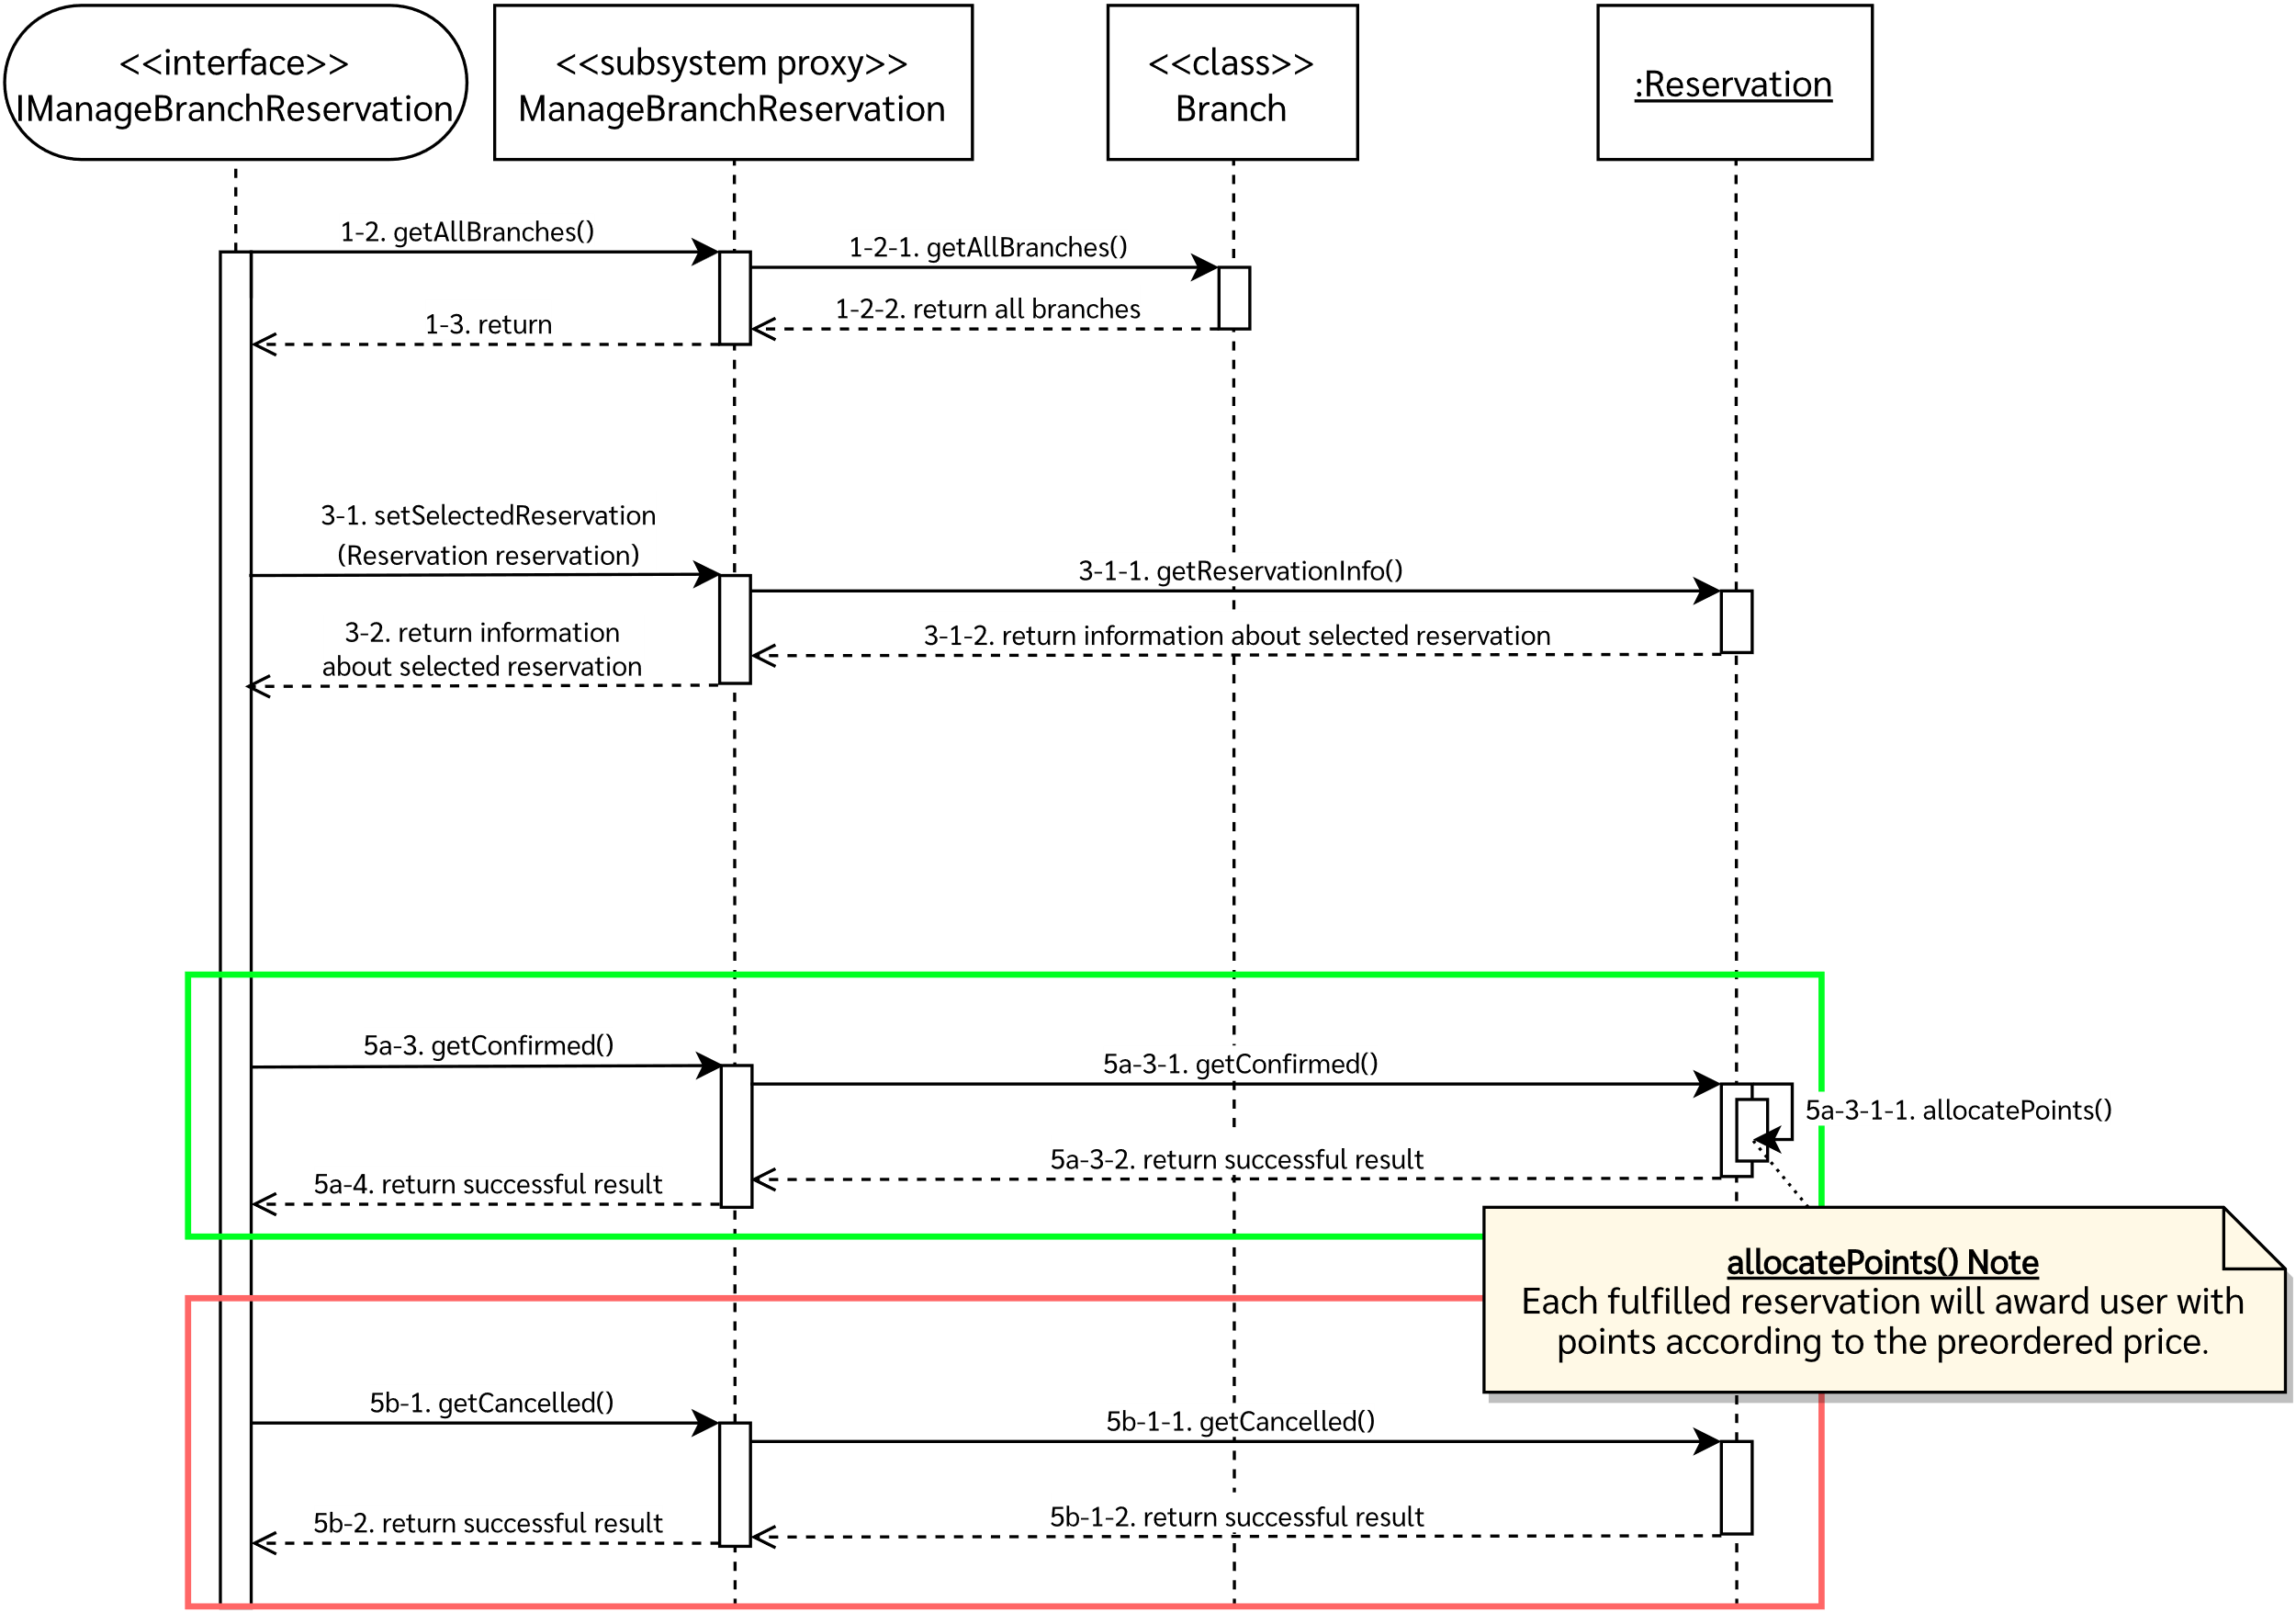 <<interface>>
IManageBranchReservation
<<subsystem proxy>>
ManageBranchReservation
<<class>>
Branch
:Reservation
1-2. getAllBranches()
1-2-1. getAllBranches()
1-2-2. return all branches
1-3. return
3-1. setSelectedReservation
(Reservation reservation)
3-1-1. getReservationInfo()
3-1-2. return information about selected reservation
3-2. return information
about selected reservation
5a-3. getConfirmed()
5a-3-1. getConfirmed()
5a-3-1-1. allocatePoints()
5a-3-2. return successful result
5a-4. return successful result
allocatePoints() Note
Each fulfilled reservation will award user with
points according to the preordered price.
5b-1. getCancelled()
5b-1-1. getCancelled()
5b-1-2. return successful result
5b-2. return successful result